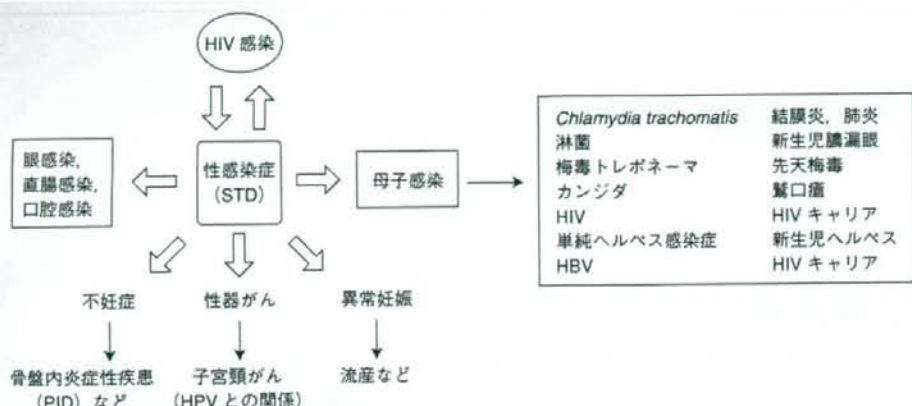 HIV 感染
眼感染,
直腸感染,
口腔感染
性感染症
(STD)
母子感染
Chlamydia trachomatis 結膜炎, 肺炎
淋菌 新生児膿漏眼
梅毒トレポネーマ 先天梅毒
カンジダ 鵞口瘡
HIV HIV キャリア
単純ヘルペス感染症 新生児ヘルペス
HBV HIV キャリア
不妊症 性器がん 異常妊娠
骨盤内炎症性疾患 子宮頸がん 流産など
(PID) など (HPV との関係)